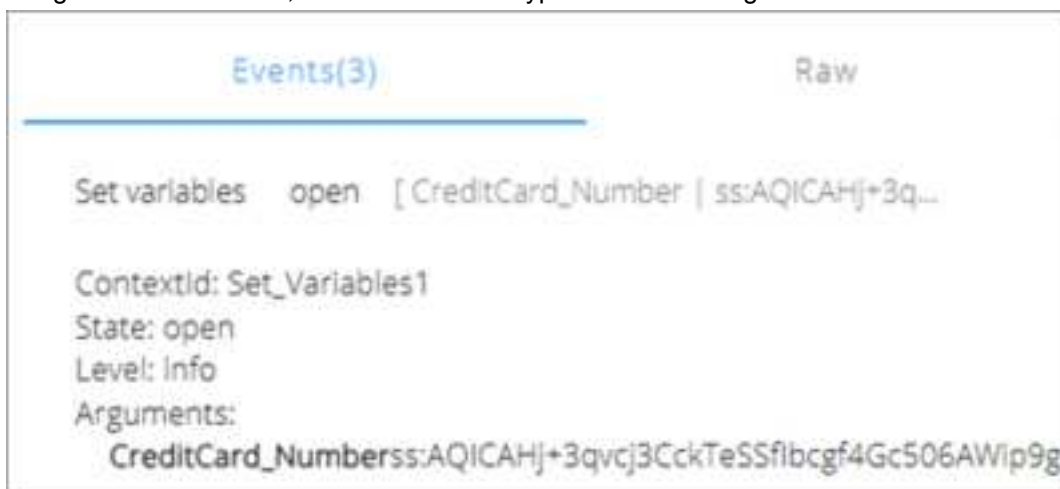 Events(3) Raw
Set variables open [ CreditCard_Number | ss:AQICAHj+3q...
ContextId: Set_Variables1
State: open
Level: Info
Arguments:
CreditCard_Numberss:AQICAHj+3qvcj3CckTeSSflbcgf4Gc506AWip9g